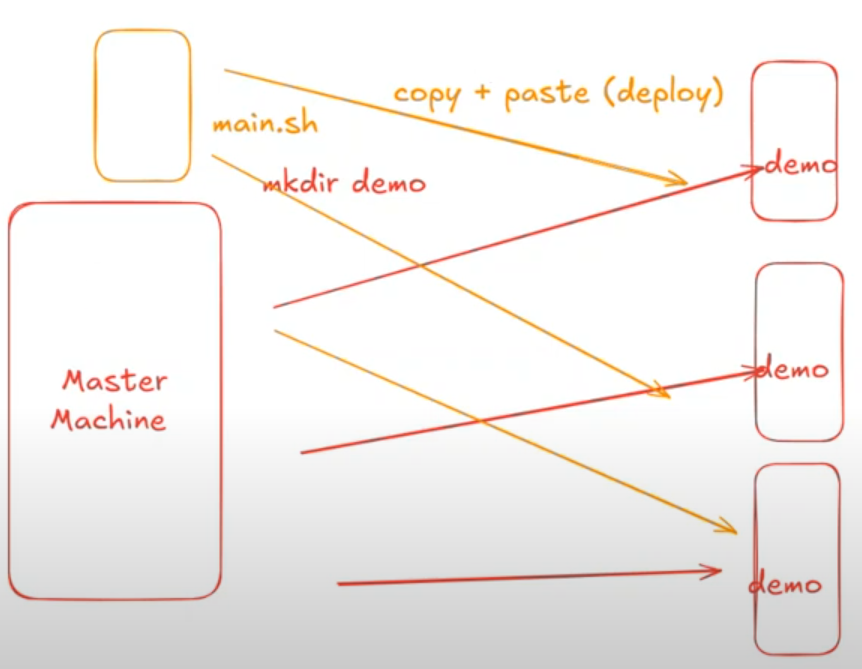 copy + paste (deploy)
main.sh
mkdir demo
demo
demo
Master
Machine
demo